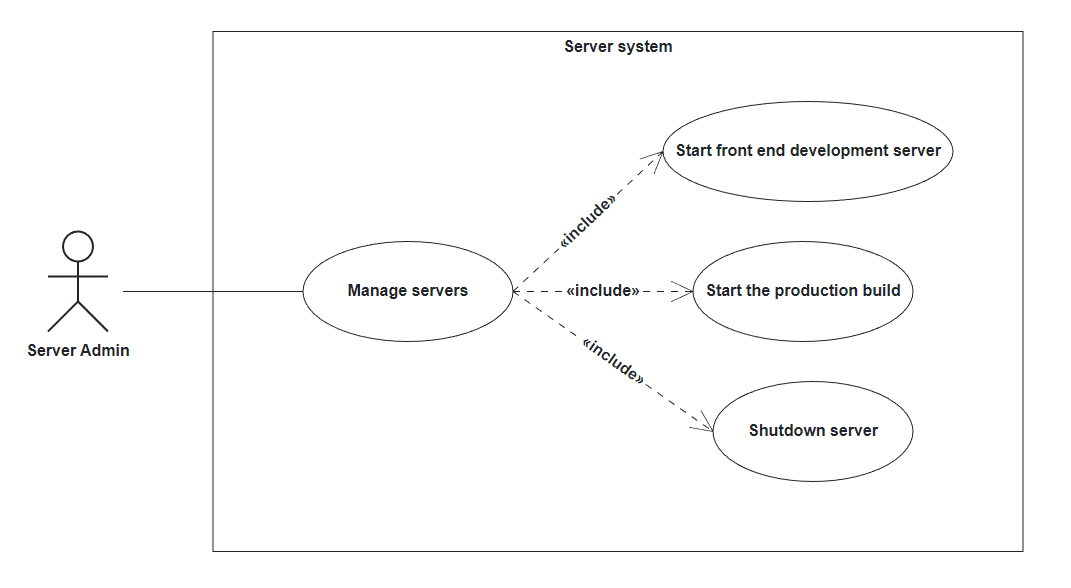 Server system
Start front end development server
«include»
Manage servers
«include»
Start the production build
Server Admin
«include»
Shutdown server